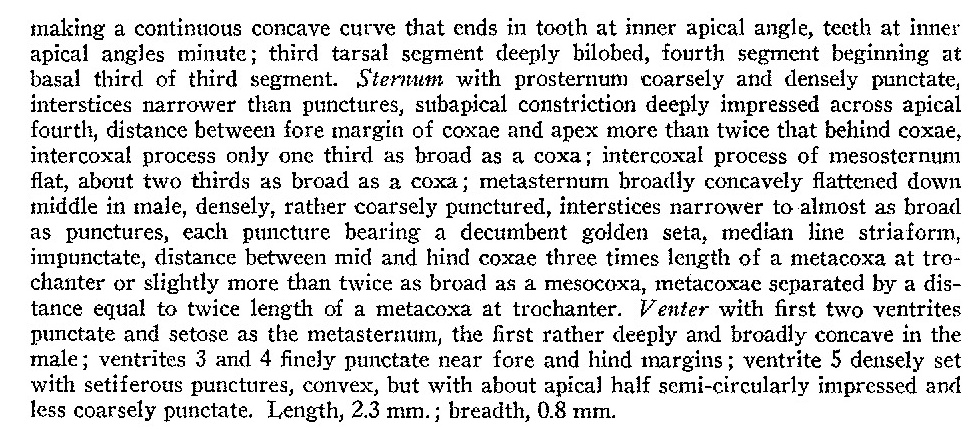 making a continuous concave curve that ends in tooth at inner apical angle, teeth at inner
apical angles minute; third tarsal segment deeply bilobed, fourth segment beginning at
basal third of third segment. Sternum with prosternum coarsely and densely punctate,
interstices narrower than punctures, subapical constriction deeply impressed across apical
fourth, distance between fore margin of coxae and apex more than twice that behind coxae,
intercoxal process only one third as broad as a coxa; intercoxal process of mesosternum
flat, about two thirds as broad as a coxa; metasternum broadly concavely flattened down
middle in male, densely, rather coarsely punctured, interstices narrower to almost as broad
as punctures, each puncture bearing a decumbent golden seta, median line striaform,
impunctate, distance between mid and hind coxae three times length of a metacoxa at tro-
chanter or slightly more than twice as broad as a mesocoxa, metacoxae separated by a dis-
tance equal to twice length of a metacoxa at trochanter. Venter with first two ventrites
punctate and setose as the metasternum, the first rather deeply and broadly concave in the
male; ventrites 3 and 4 finely punctate near fore and hind margins; ventrite 5 densely set
with setiferous punctures, convex, but with about apical half semi-circularly impressed and
less coarsely punctate. Length, 2.3 mm.; breadth, 0.8 mm.